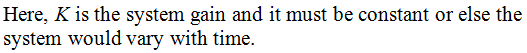 Here, K is the system gain and it must be constant or else the
system would vary with time.